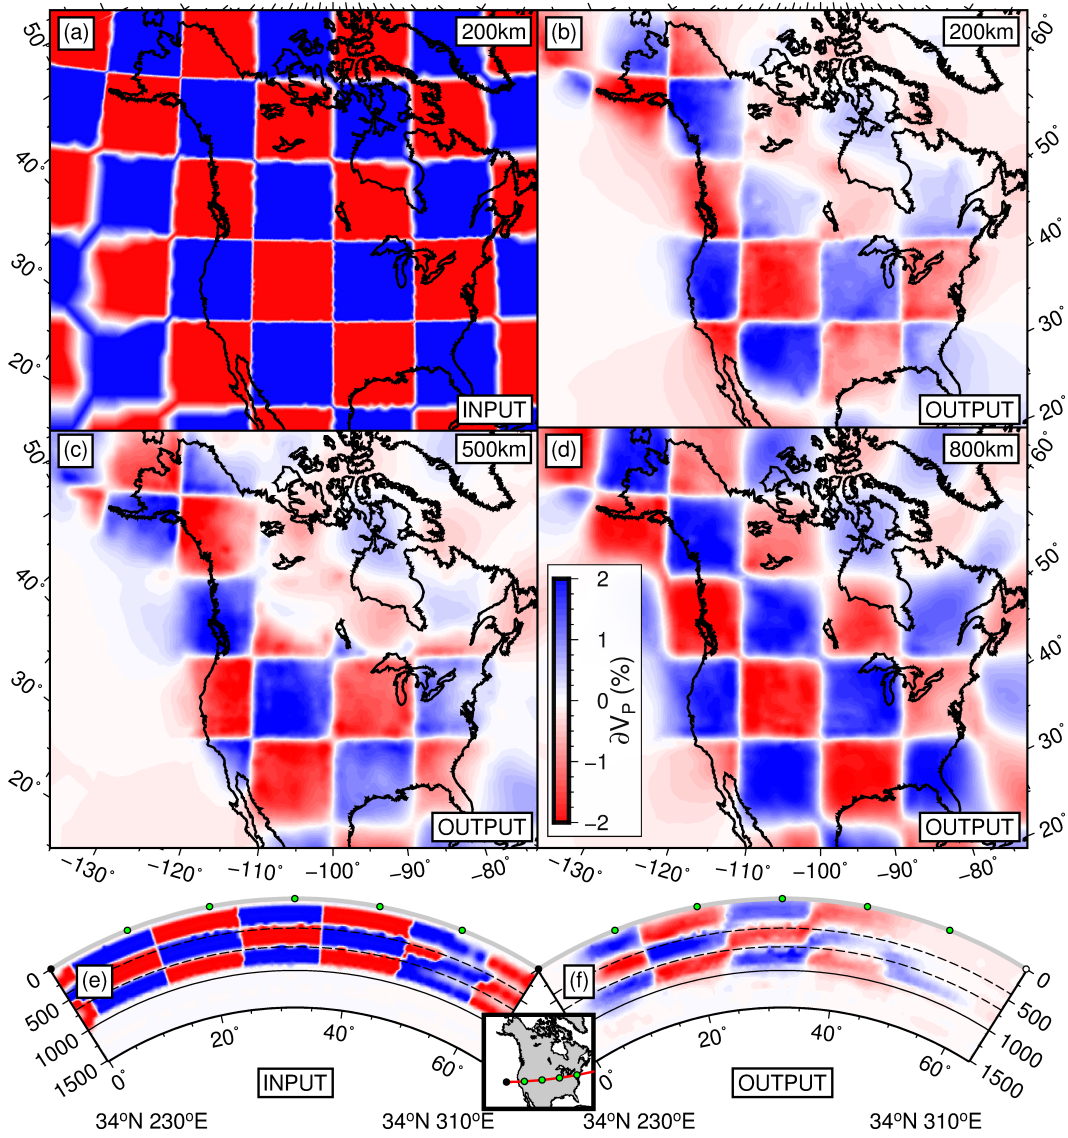 (a)
200km
INPUT
50°
40°
30°
20°
(b)
200km
OUTPUT
60°
50°
40°
30°
20°
(c)
500km
OUTPUT
50°
40°
30°
20°
(d)
800km
OUTPUT
60°
50°
40°
30°
20°
2
1
0
−1
−2
∂VP(%)
−130° −120° −110° −100° −90° −80°
−130° −120° −110° −100° −90° −80°
(e)
0
500
1000
1500
0° 20° 40° 60°
INPUT
34°N 230°E 34°N 310°E
(f)
0
500
1000
1500
0° 20° 40° 60°
OUTPUT
34°N 230°E 34°N 310°E